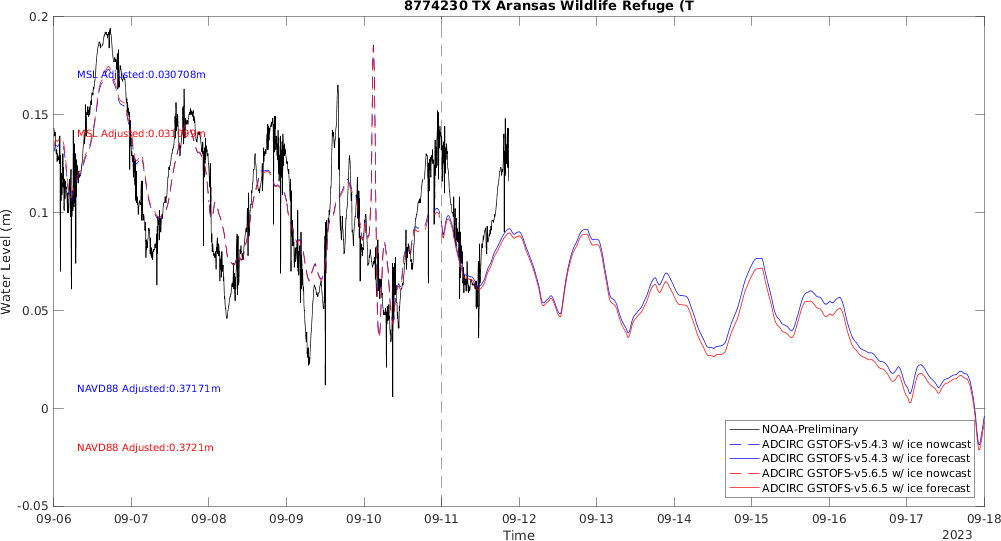 8774230 TX Aransas Wildlife Refuge (T
0.2
0.15
0.1
0.05
0
-0.05
Water Level (m)
MSL Adjusted:0.030708m
MSL Adjusted:
NAVD88 Adjusted:0.37171m
NAVD88 Adjusted:0.3721m
NOAA-Preliminary
ADCIRC GSTOFS-v5.4.3 w/ ice nowcast
ADCIRC GSTOFS-v5.4.3 w/ ice forecast
ADCIRC GSTOFS-v5.6.5 w/ ice nowcast
ADCIRC GSTOFS-v5.6.5 w/ ice forecast
09-06 09-07 09-08 09-09 09-10 09-11 09-12 09-13 09-14 09-15 09-16 09-17 09-18
Time
2023